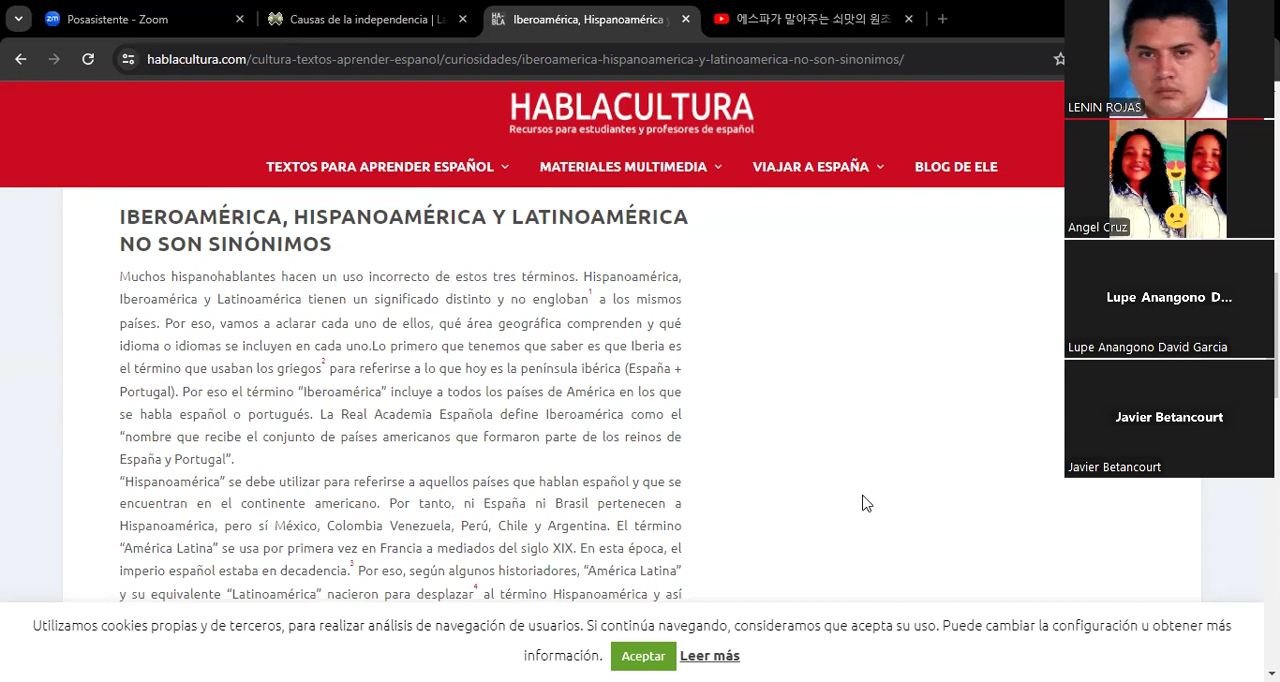 Posasistente - Zoom
Causas de la independencia | La
Iberoamérica, Hispanoamérica y
에스파가 말아주는 쇠맛의 원조
hablacultura.com/cultura-textos-aprender-espanol/curiosidades/iberoamerica-hispanoamerica-y-latinoamerica-no-son-sinonimos/
HABLACULTURA
Recursos para estudiantes y profesores de español
TEXTOS PARA APRENDER ESPAÑOL
MATERIALES MULTIMEDIA
VIAJAR A ESPAÑA
BLOG DE ELE
IBEROAMÉRICA, HISPANOAMÉRICA Y LATINOAMÉRICA
NO SON SINÓNIMOS
Muchos hispanohablantes hacen un uso incorrecto de estos tres términos. Hispanoamérica,
Iberoamérica y Latinoamérica tienen un significado distinto y no engloban1 a los mismos
países. Por eso, vamos a aclarar cada uno de ellos, qué área geográfica comprenden y qué
idioma o idiomas se incluyen en cada uno.Lo primero que tenemos que saber es que Iberia es
el término que usaban los griegos2 para referirse a lo que hoy es la península ibérica (España +
Portugal). Por eso el término “Iberoamérica” incluye a todos los países de América en los que
se habla español o portugués. La Real Academia Española define Iberoamérica como el
“nombre que recibe el conjunto de países americanos que formaron parte de los reinos de
España y Portugal”.
“Hispanoamérica” se debe utilizar para referirse a aquellos países que hablan español y que se
encuentran en el continente americano. Por tanto, ni España ni Brasil pertenecen a
Hispanoamérica, pero sí México, Colombia Venezuela, Perú, Chile y Argentina. El término
“América Latina” se usa por primera vez en Francia a mediados del siglo XIX. En esta época, el
imperio español estaba en decadencia.3 Por eso, según algunos historiadores, “América Latina”
y su equivalente “Latinoamérica” nacieron para desplazar4 al término Hispanoamérica y así
Utilizamos cookies propias y de terceros, para realizar análisis de navegación de usuarios. Si continúa navegando, consideramos que acepta su uso. Puede cambiar la configuración u obtener más
información. Aceptar Leer más
LENIN ROJAS
Angel Cruz
Lupe Anangono D...
Lupe Anangono David Garcia
Javier Betancourt
Javier Betancourt